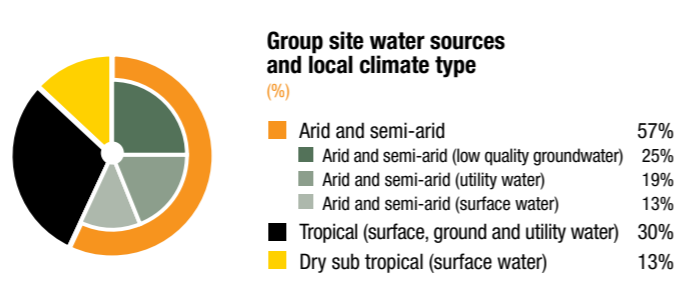 Group site water sources
and local climate type
(%)
Arid and semi-arid 57%
Arid and semi-arid (low quality groundwater) 25%
Arid and semi-arid (utility water) 19%
Arid and semi-arid (surface water) 13%
Tropical (surface, ground and utility water) 30%
Dry sub tropical (surface water) 13%